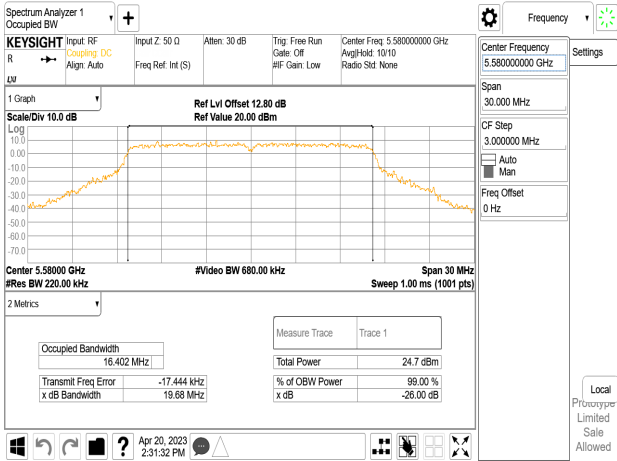 Spectrum Analyzer 1
Occupied BW
Frequency
KEYSIGHT Input: RF Input Z: 50 Ω Atten: 30 dB Trig: Free Run Center Freq: 5.580000000 GHz
Coupling: DC Gate: Off Avg|Hold: 10/10
R Align: Auto Freq Ref: Int (S) #IF Gain: Low Radio Std: None
LXI
Center Frequency
5.580000000 GHz
Settings
Span
30.000 MHz
CF Step
3.000000 MHz
Auto
Man
Freq Offset
0 Hz
1 Graph
Ref Lvl Offset 12.80 dB
Scale/Div 10.0 dB Ref Value 20.00 dBm
Log
10.0
0.00
-10.0
-20.0
-30.0
-40.0
-50.0
-60.0
-70.0
Center 5.58000 GHz #Video BW 680.00 kHz Span 30 MHz
#Res BW 220.00 kHz Sweep 1.00 ms (1001 pts)
2 Metrics
Measure Trace Trace 1
Occupied Bandwidth
16.402 MHz
Total Power 24.7 dBm
Transmit Freq Error -17.444 kHz % of OBW Power 99.00 %
x dB Bandwidth 19.68 MHz x dB -26.00 dB
Local
Prototype
Limited
Sale
Allowed
? Apr 20, 2023
2:31:32 PM